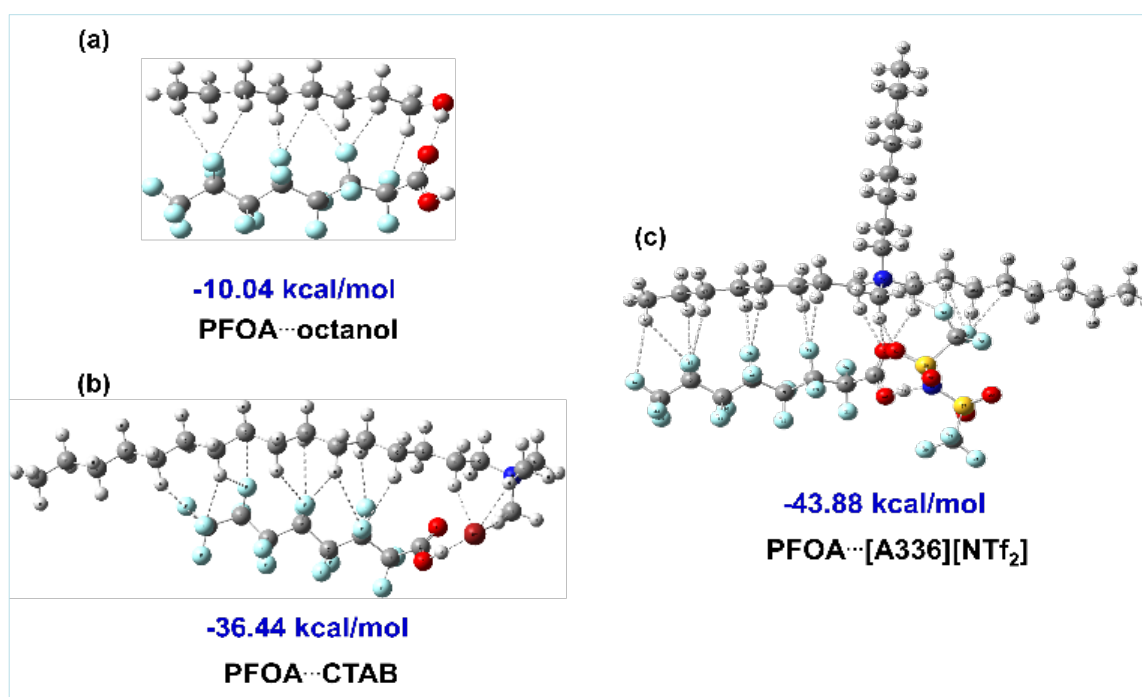 (a)
-10.04 kcal/mol
PFOA···octanol
(b)
-36.44 kcal/mol
PFOA···CTAB
(c)
-43.88 kcal/mol
PFOA···[A336][NTf₂]